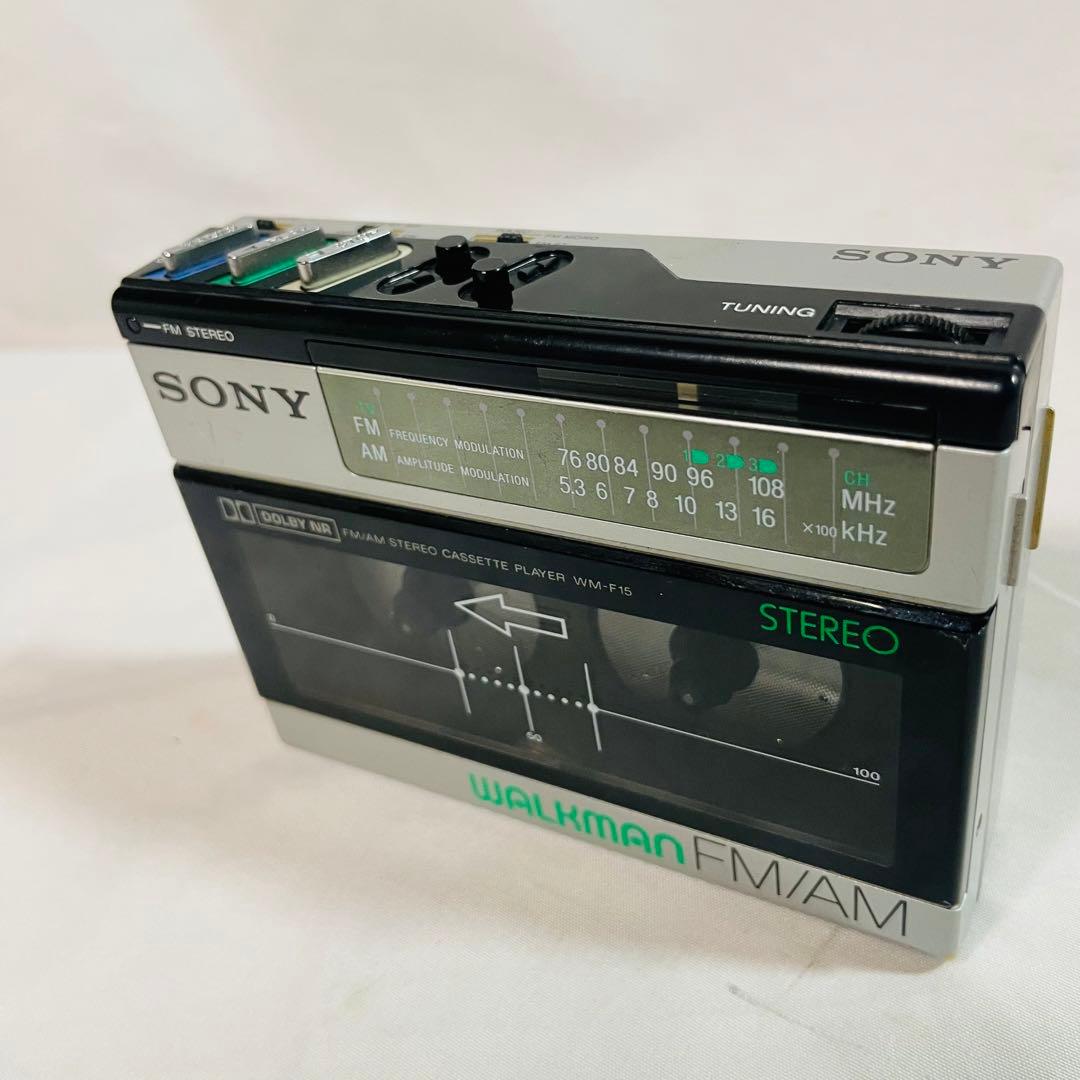 SONY
TUNING
FM STEREO
SONY
TV
FM FREQUENCY MODULATION 76 80 84 90 96 108 MHz
1 2 3 CH
AM AMPLITUDE MODULATION 5.3 6 7 8 10 13 16 ×100 kHz
DOLBY NR FM/AM STEREO CASSETTE PLAYER WM-F15
STEREO
0 50 100
WALKMAN FM/AM